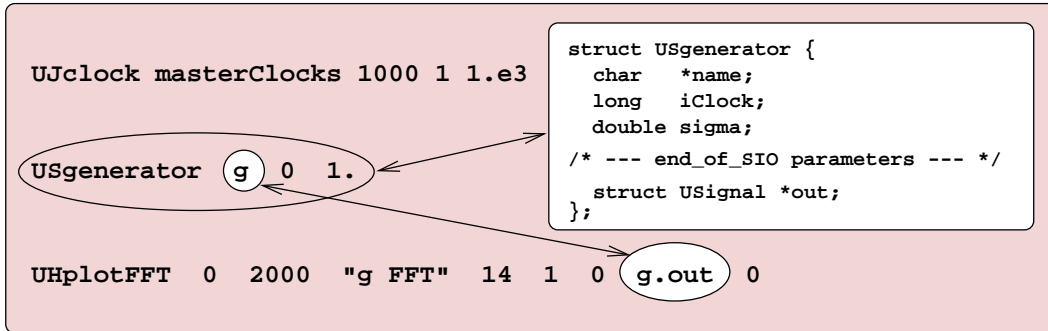 UJclock masterClocks 1000 1 1.e3
struct USgenerator {
char *name;
long iClock;
double sigma;
/* --- end_of_SIO parameters --- */
struct USignal *out;
};
USgenerator g 0 1.
UHplotFFT 0 2000 "g FFT" 14 1 0 g.out 0